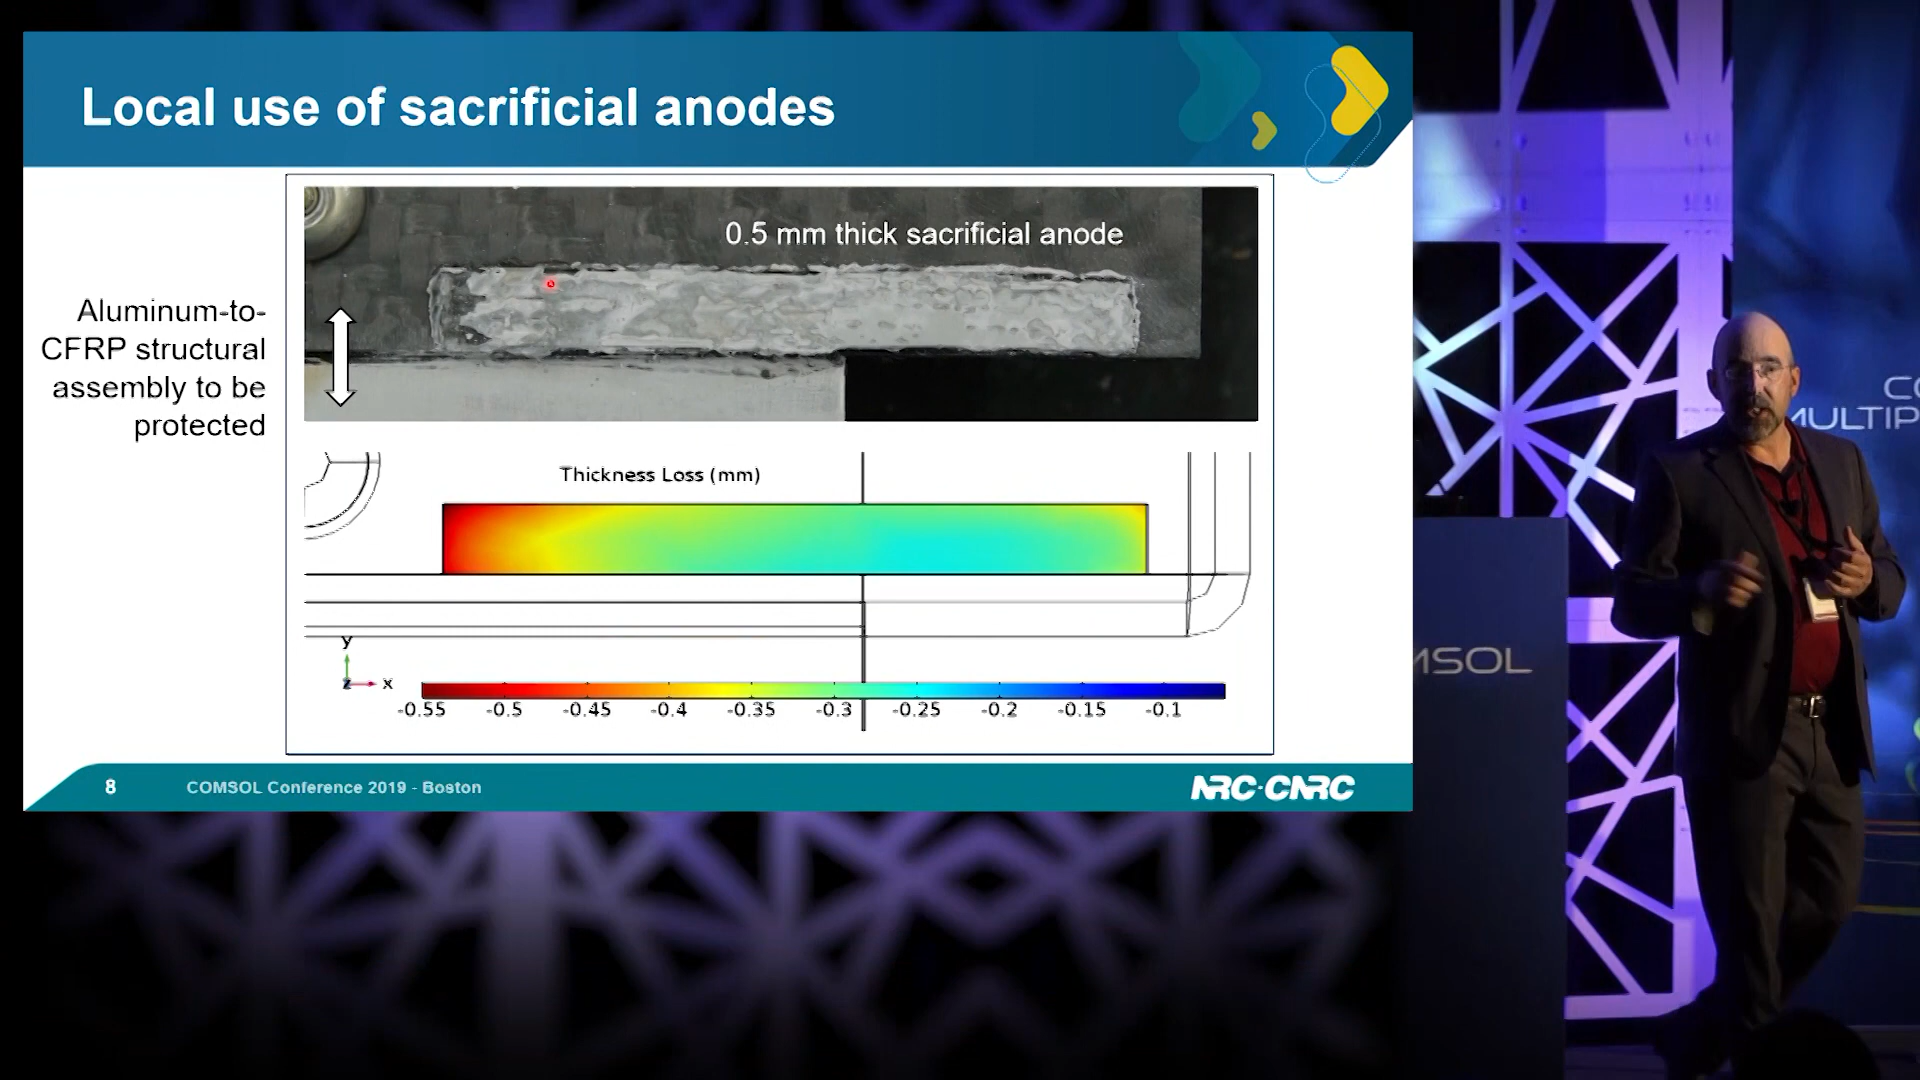 Local use of sacrificial anodes
0.5 mm thick sacrificial anode
Aluminum-to-
CFRP structural
assembly to be
protected
Thickness Loss (mm)
y
z
x
-0.55 -0.5 -0.45 -0.4 -0.35 -0.3 -0.25 -0.2 -0.15 -0.1
8
COMSOL Conference 2019 - Boston
NRC·CNRC
CO
MULTIP
MSOL